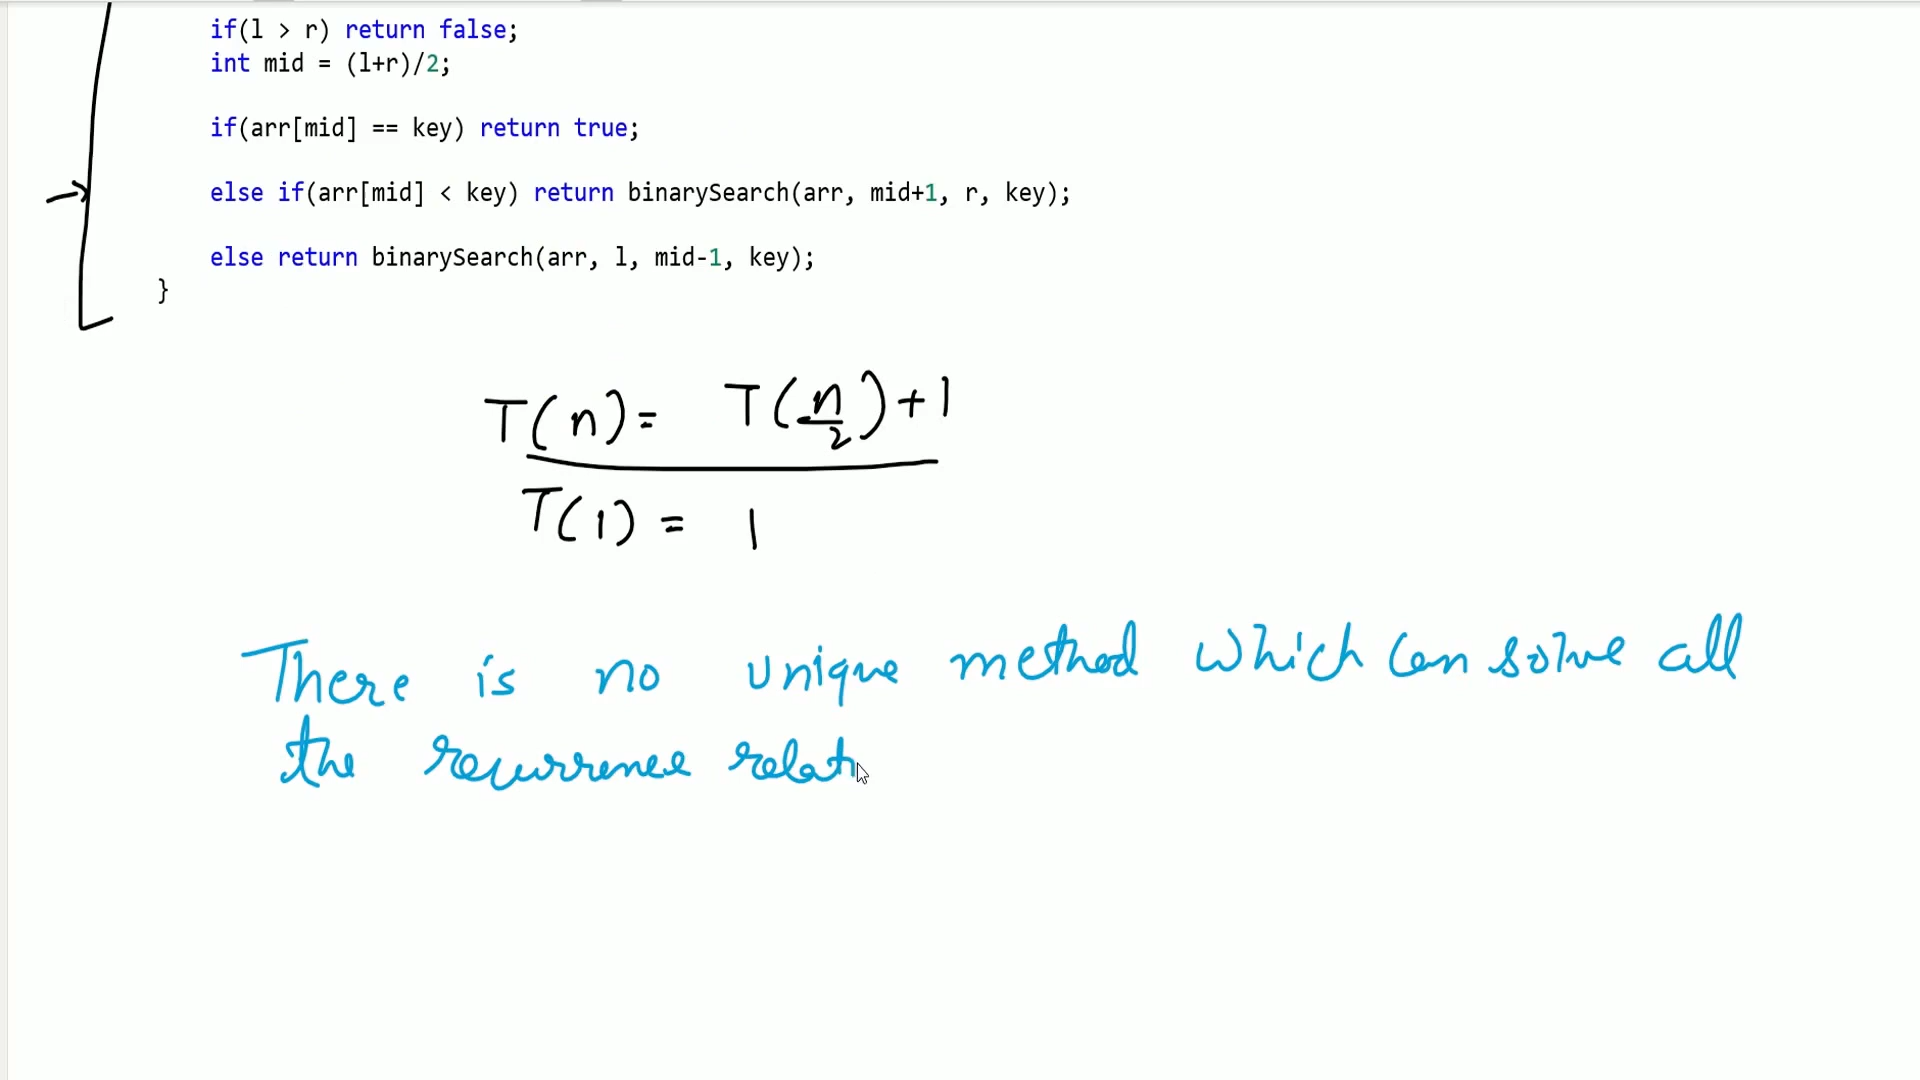 if(l > r) return false;
int mid = (l+r)/2;
if(arr[mid] == key) return true;
else if(arr[mid] < key) return binarySearch(arr, mid+1, r, key);
else return binarySearch(arr, l, mid-1, key);
}
T(n) = T(n/2) + 1
T(1) = 1
There is no unique method which can solve all
the recurrence relati